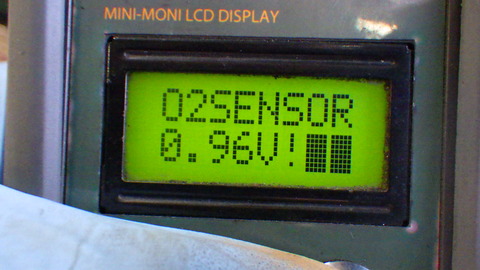 MINI-MONI LCD DISPLAY
O2SENSOR
0.96V!██